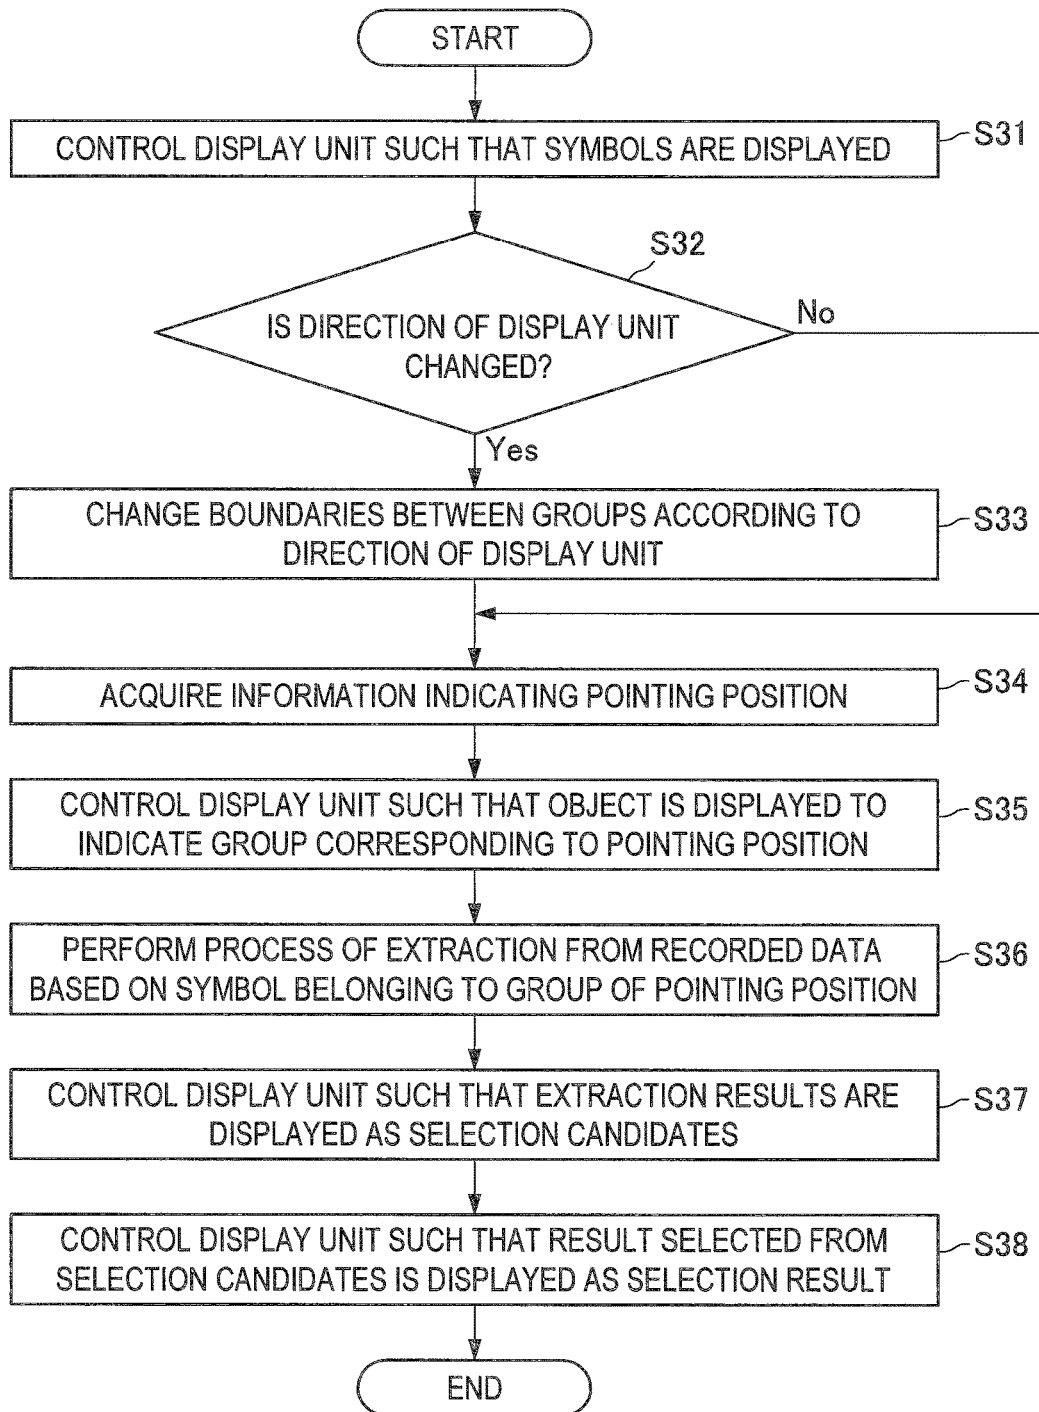 START
CONTROL DISPLAY UNIT SUCH THAT SYMBOLS ARE DISPLAYED
S31
S32
IS DIRECTION OF DISPLAY UNIT
CHANGED?
No
Yes
CHANGE BOUNDARIES BETWEEN GROUPS ACCORDING TO
DIRECTION OF DISPLAY UNIT
S33
ACQUIRE INFORMATION INDICATING POINTING POSITION
S34
CONTROL DISPLAY UNIT SUCH THAT OBJECT IS DISPLAYED TO
INDICATE GROUP CORRESPONDING TO POINTING POSITION
S35
PERFORM PROCESS OF EXTRACTION FROM RECORDED DATA
BASED ON SYMBOL BELONGING TO GROUP OF POINTING POSITION
S36
CONTROL DISPLAY UNIT SUCH THAT EXTRACTION RESULTS ARE
DISPLAYED AS SELECTION CANDIDATES
S37
CONTROL DISPLAY UNIT SUCH THAT RESULT SELECTED FROM
SELECTION CANDIDATES IS DISPLAYED AS SELECTION RESULT
S38
END